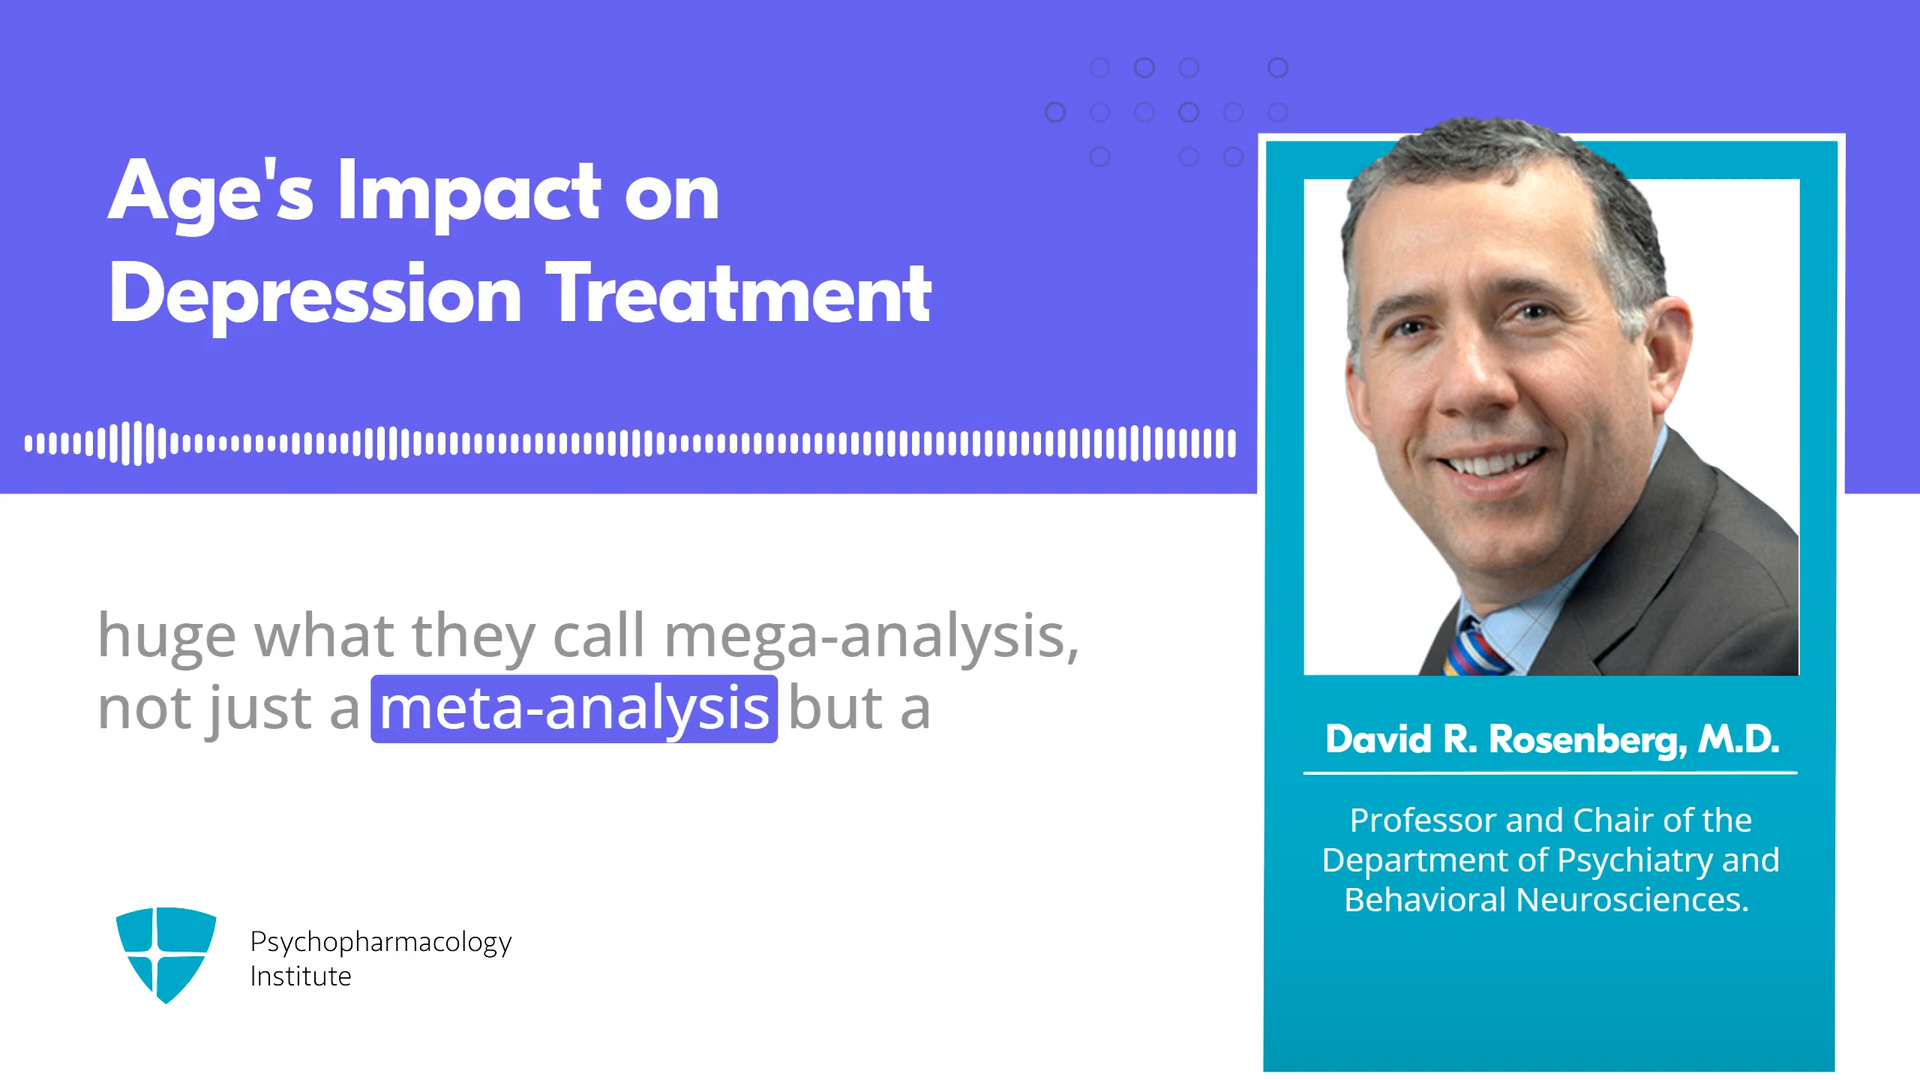 Age's Impact on
Depression Treatment
huge what they call mega-analysis,
not just a meta-analysis but a
Psychopharmacology
Institute
David R. Rosenberg, M.D.
Professor and Chair of the
Department of Psychiatry and
Behavioral Neurosciences.